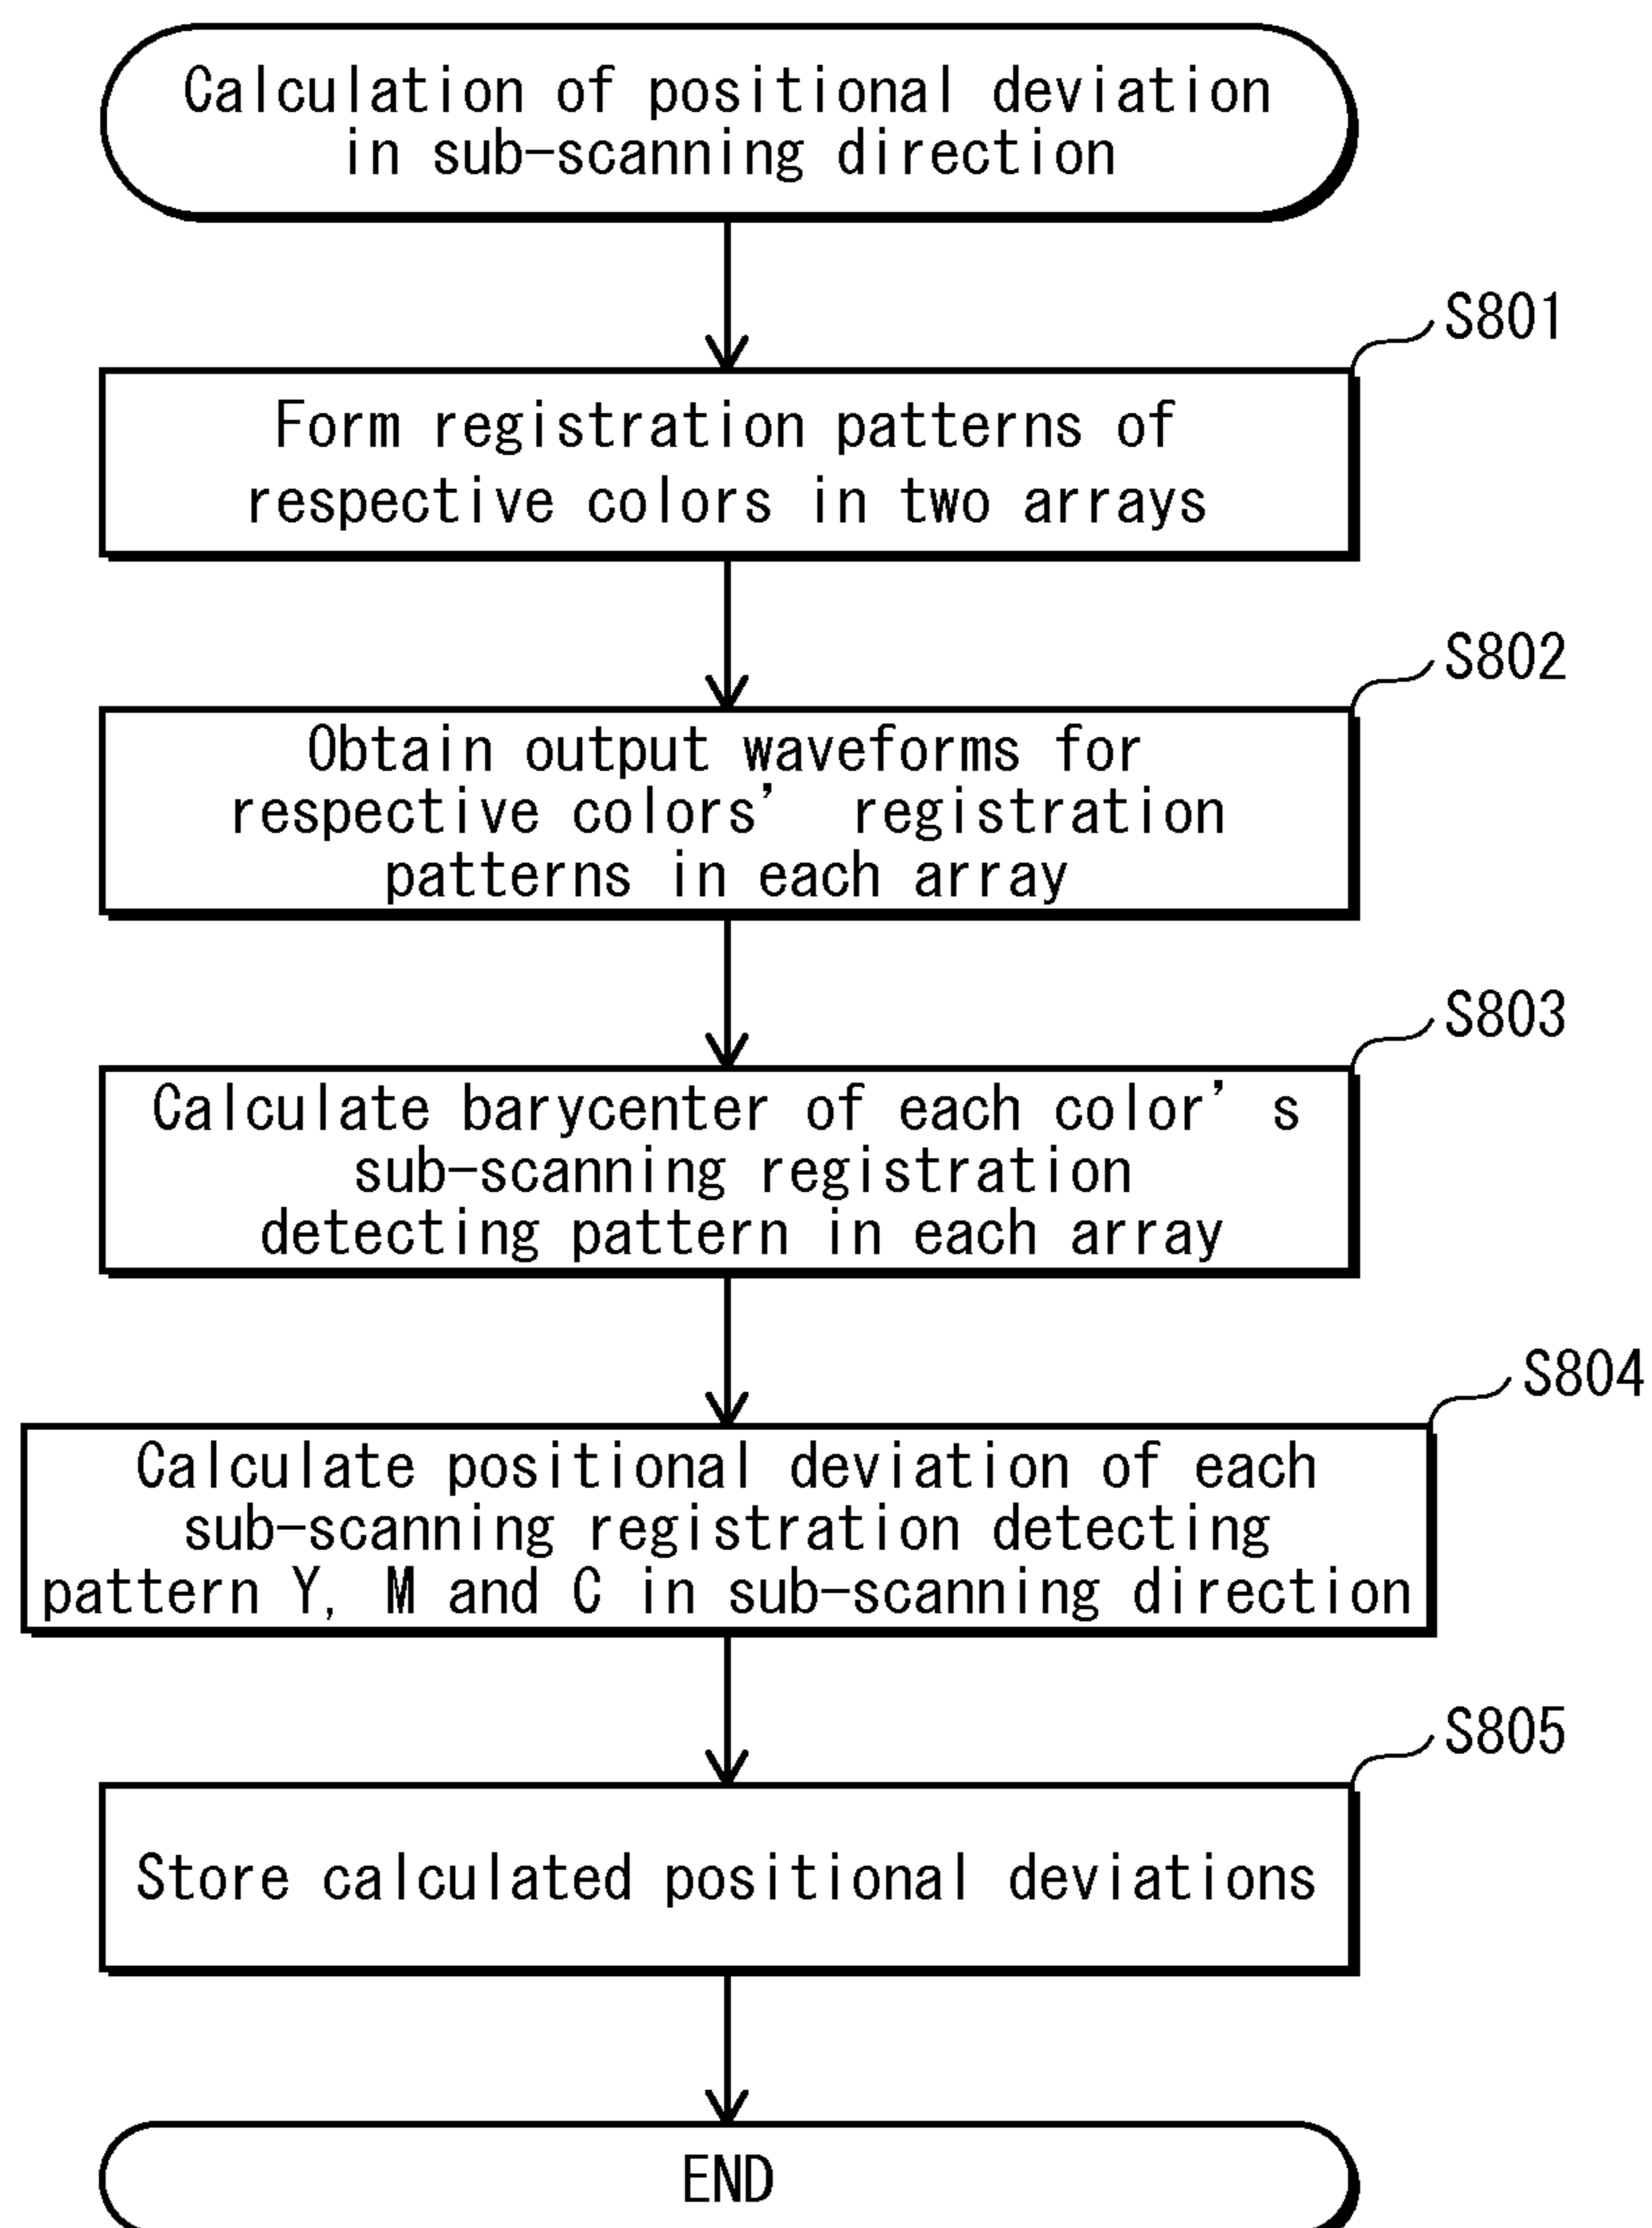 Calculation of positional deviation
in sub-scanning direction
S801
Form registration patterns of
respective colors in two arrays
S802
Obtain output waveforms for
respective colors' registration
patterns in each array
S803
Calculate barycenter of each color's
sub-scanning registration
detecting pattern in each array
S804
Calculate positional deviation of each
sub-scanning registration detecting
pattern Y, M and C in sub-scanning direction
S805
Store calculated positional deviations
END